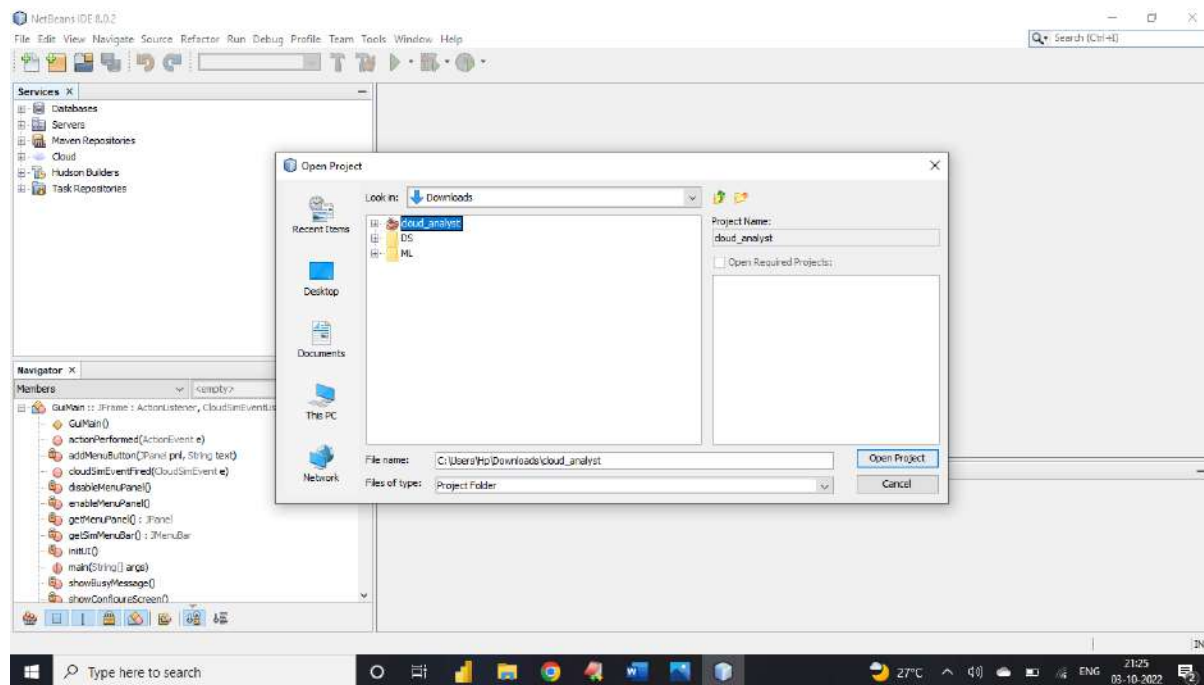 NetBeans IDE 8.0.2
File Edit View Navigate Source Refactor Run Debug Profile Team Tools Window Help
Search (Ctrl+I)
Services
Databases
Servers
Maven Repositories
Cloud
Hudson Builders
Task Repositories
Open Project
Look in: Downloads
Recent Items
Desktop
Documents
This PC
Network
cloud_analyst
DS
ML
Project Name:
cloud_analyst
Open Required Projects:
File name: C:\Users\Hp\Downloads\cloud_analyst
Files of type: Project Folder
Open Project
Cancel
Navigator
Members
<empty>
GuiMain :: JFrame : ActionListener, CloudSimEventLis
GuiMain()
actionPerformed(ActionEvent e)
addMenuButton(JPanel pnl, String text)
cloudSimEventFired(CloudSimEvent e)
disableMenuPanel()
enableMenuPanel()
getMenuPanel() : JPanel
getSimMenuBar() : JMenuBar
initUI()
main(String[] args)
showBusyMessage()
showConfigureScreen()
IN
Type here to search
27°C
ENG
21:25
03-10-2022